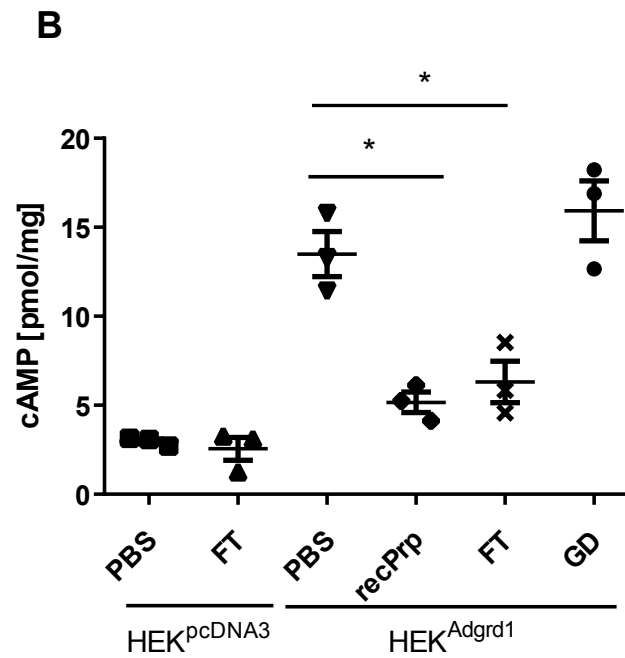 B
*
*
cAMP [pmol/mg]
20
15
10
5
0
PBS
FT
PBS
recPrp
FT
GD
HEKpcDNA3
HEKAdgrd1